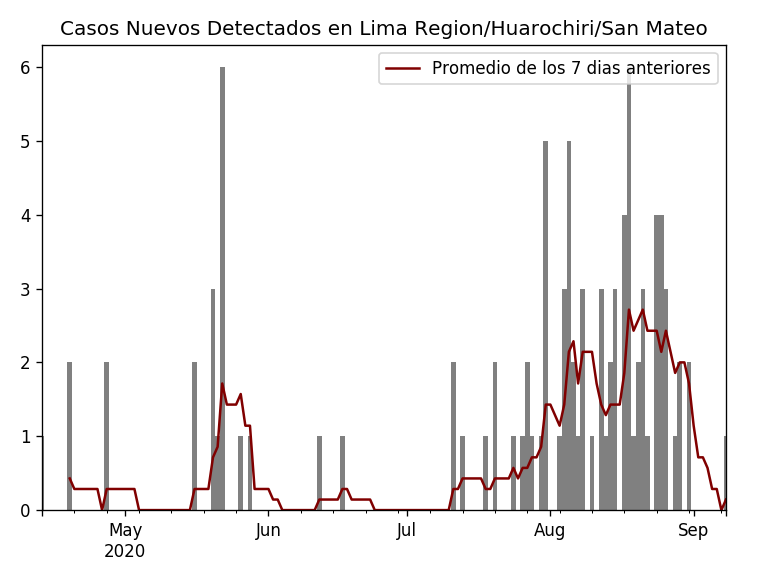 Casos Nuevos Detectados en Lima Region/Huarochiri/San Mateo
Promedio de los 7 dias anteriores
6
5
4
3
2
1
0
May Jun Jul Aug Sep
2020